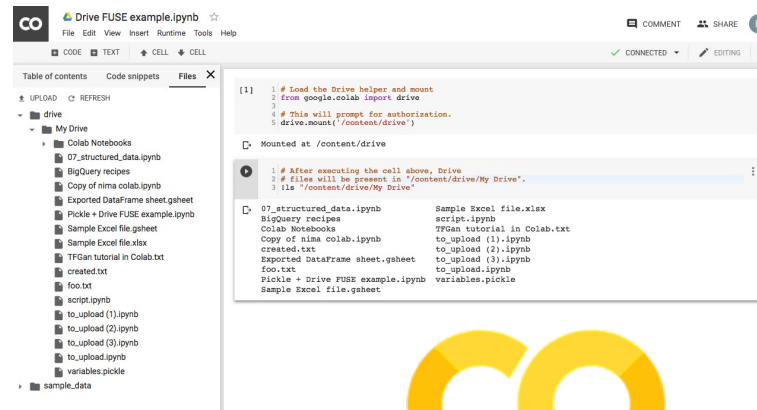 CO
Drive FUSE example.ipynb
File Edit View Insert Runtime Tools Help
COMMENT SHARE
CODE TEXT CELL CELL
CONNECTED EDITING
Table of contents Code snippets Files X
UPLOAD REFRESH
drive
My Drive
Colab Notebooks
07_structured_data.ipynb
BigQuery recipes
Copy of nima colab.ipynb
Exported DataFrame sheet.gsheet
Pickle + Drive FUSE example.ipynb
Sample Excel file.gsheet
Sample Excel file.xlsx
TFGan tutorial in Colab.txt
created.txt
foo.txt
script.ipynb
to_upload (1).ipynb
to_upload (2).ipynb
to_upload (3).ipynb
to_upload.ipynb
variables.pickle
sample_data
[1] 1 # Load the Drive helper and mount
2 from google.colab import drive
3
4 # This will prompt for authorization.
5 drive.mount('/content/drive')
Mounted at /content/drive
1 # After executing the cell above, Drive
2 # files will be present in "/content/drive/My Drive".
3 !ls "/content/drive/My Drive"
07_structured_data.ipynb Sample Excel file.xlsx
BigQuery recipes script.ipynb
Colab Notebooks TFGan tutorial in Colab.txt
Copy of nima colab.ipynb to_upload (1).ipynb
created.txt to_upload (2).ipynb
Exported DataFrame sheet.gsheet to_upload (3).ipynb
foo.txt to_upload.ipynb
Pickle + Drive FUSE example.ipynb variables.pickle
Sample Excel file.gsheet